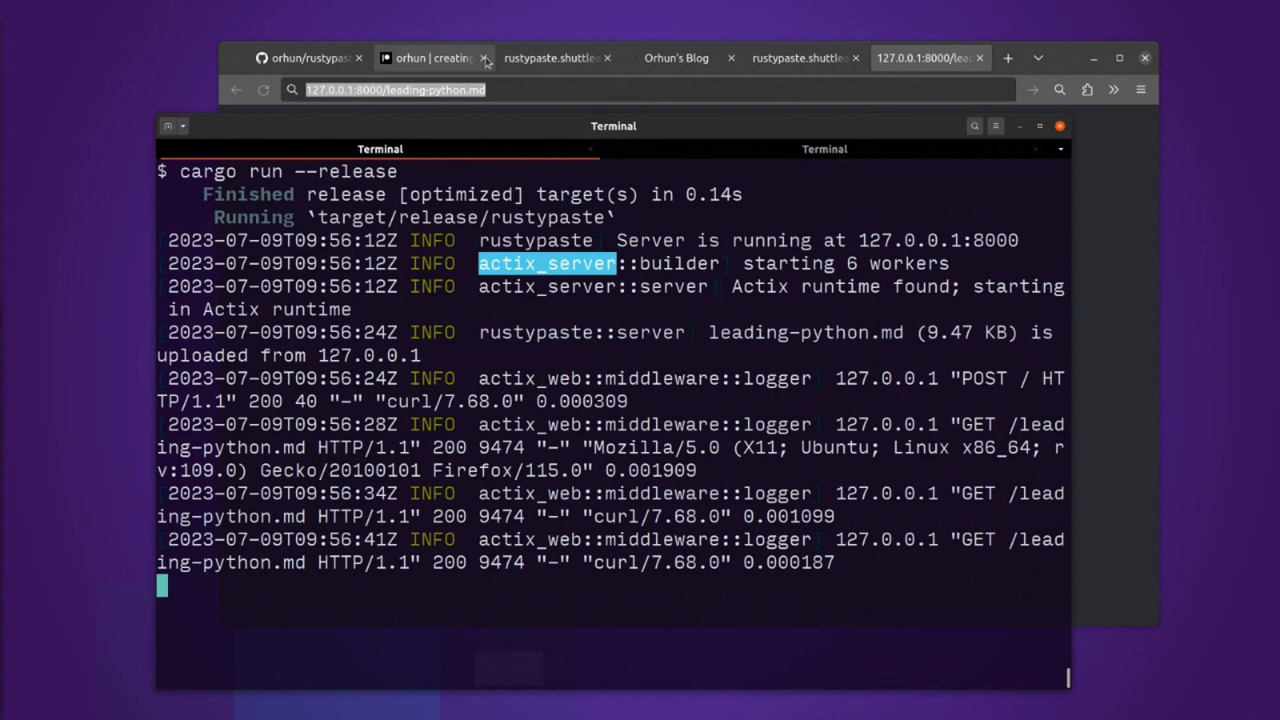 orhun/rustypast
orhun | creating
rustypaste.shuttlea
Orhun's Blog
rustypaste.shuttlea
127.0.0.1:8000/lead
127.0.0.1:8000/leading-python.md
Terminal
Terminal
Terminal
$ cargo run --release
Finished release [optimized] target(s) in 0.14s
Running `target/release/rustypaste`
[2023-07-09T09:56:12Z INFO  rustypaste] Server is running at 127.0.0.1:8000
[2023-07-09T09:56:12Z INFO  actix_server::builder] starting 6 workers
[2023-07-09T09:56:12Z INFO  actix_server::server] Actix runtime found; starting
in Actix runtime
[2023-07-09T09:56:24Z INFO  rustypaste::server] leading-python.md (9.47 KB) is
uploaded from 127.0.0.1
[2023-07-09T09:56:24Z INFO  actix_web::middleware::logger] 127.0.0.1 "POST / HT
TP/1.1" 200 40 "-" "curl/7.68.0" 0.000309
[2023-07-09T09:56:28Z INFO  actix_web::middleware::logger] 127.0.0.1 "GET /lead
ing-python.md HTTP/1.1" 200 9474 "-" "Mozilla/5.0 (X11; Ubuntu; Linux x86_64; r
v:109.0) Gecko/20100101 Firefox/115.0" 0.001909
[2023-07-09T09:56:34Z INFO  actix_web::middleware::logger] 127.0.0.1 "GET /lead
ing-python.md HTTP/1.1" 200 9474 "-" "curl/7.68.0" 0.001099
[2023-07-09T09:56:41Z INFO  actix_web::middleware::logger] 127.0.0.1 "GET /lead
ing-python.md HTTP/1.1" 200 9474 "-" "curl/7.68.0" 0.000187